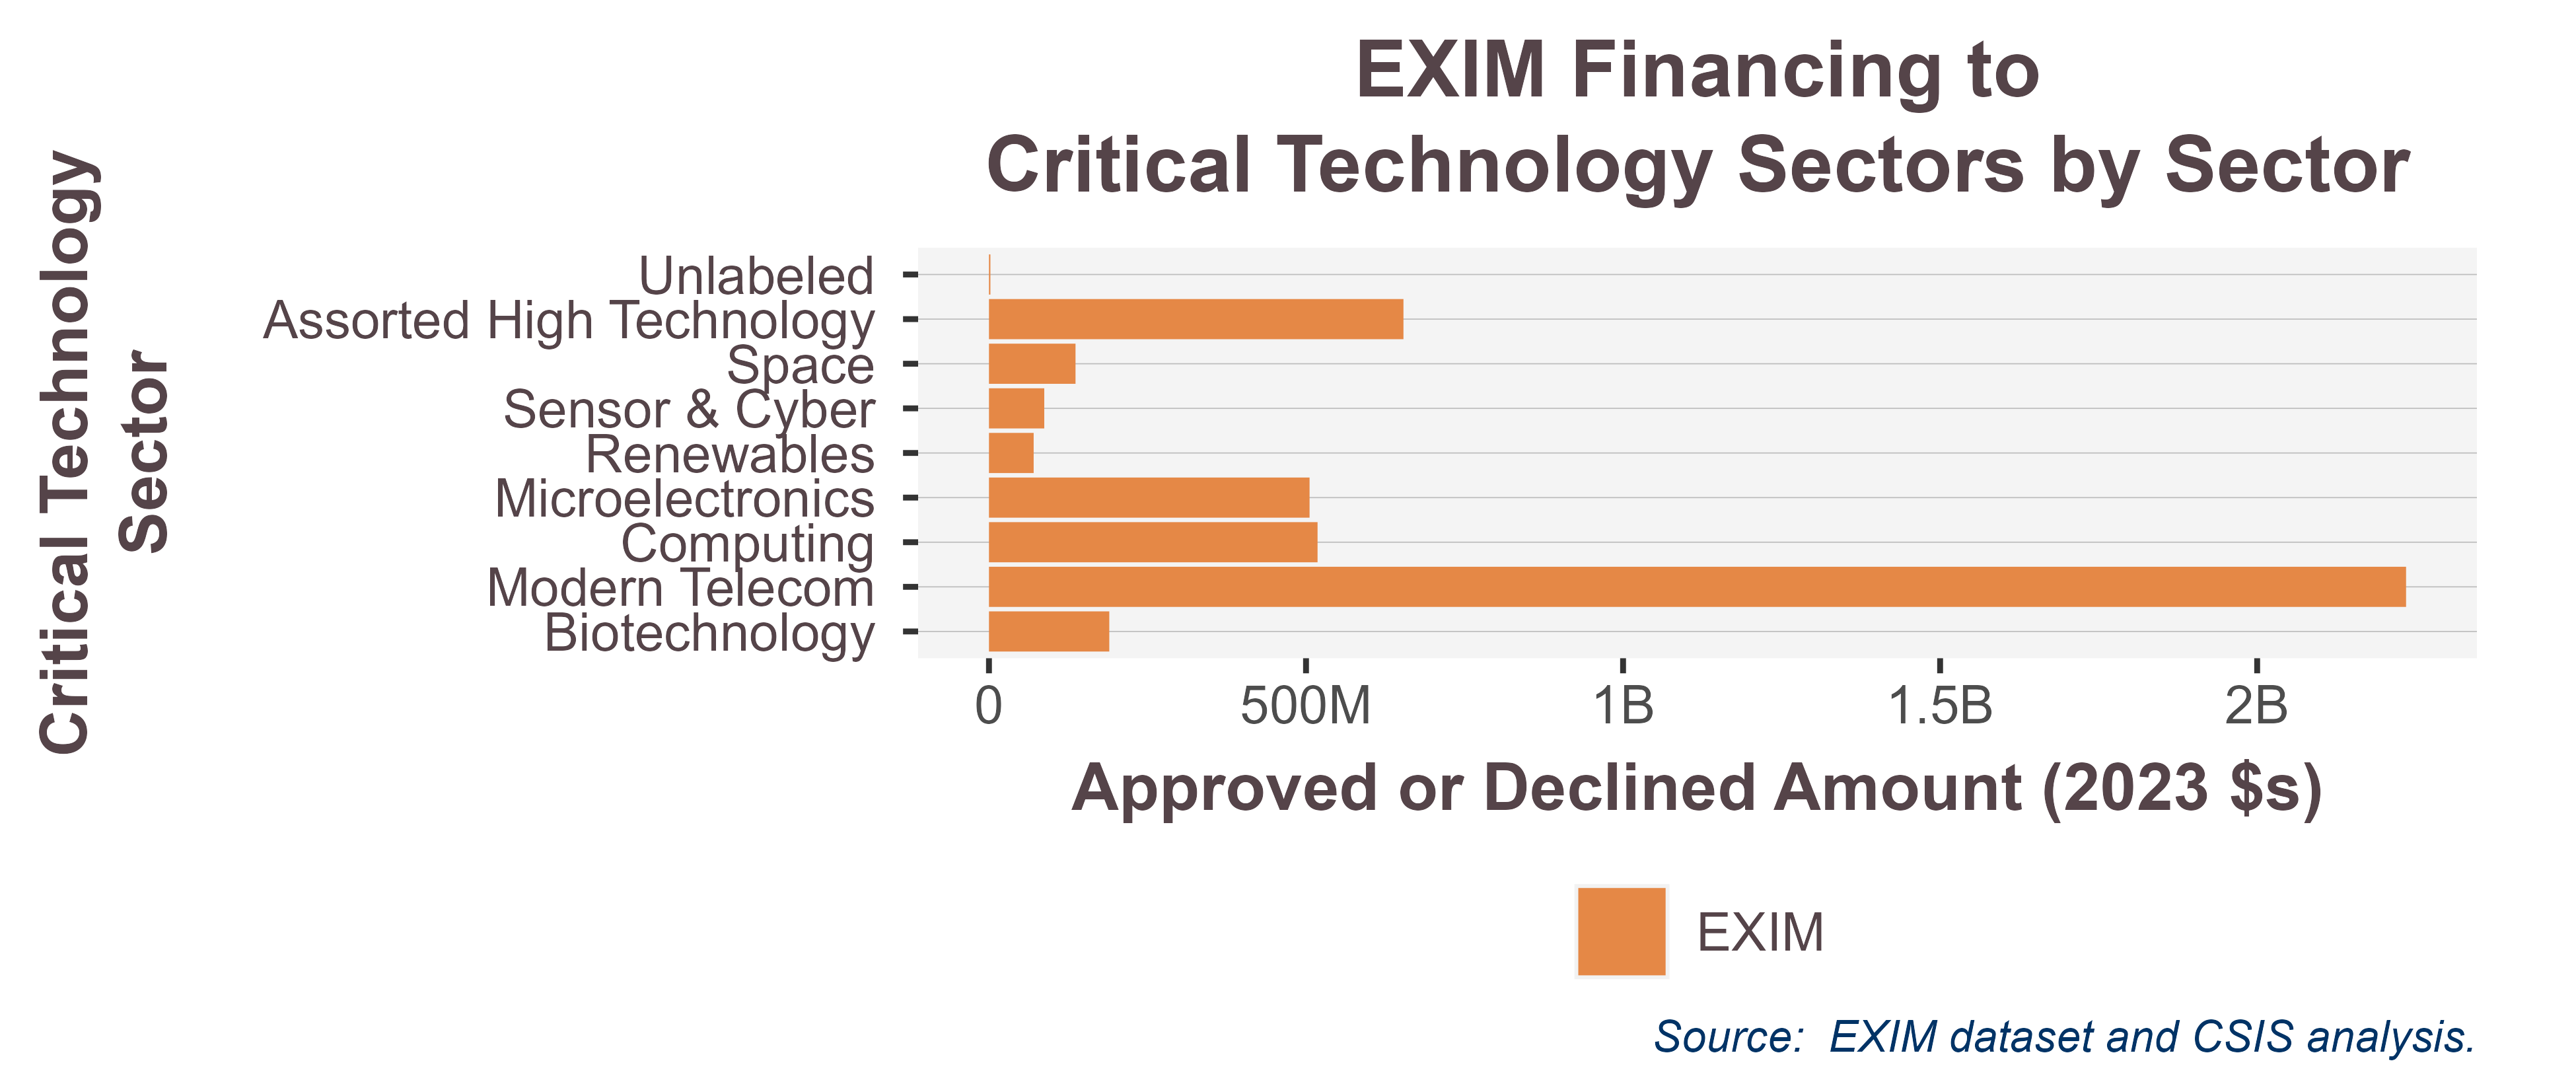 EXIM Financing to
Critical Technology Sectors by Sector
Critical Technology
Sector
Unlabeled
Assorted High Technology
Space
Sensor & Cyber
Renewables
Microelectronics
Computing
Modern Telecom
Biotechnology
0 500M 1B 1.5B 2B
Approved or Declined Amount (2023 $s)
EXIM
Source:  EXIM dataset and CSIS analysis.